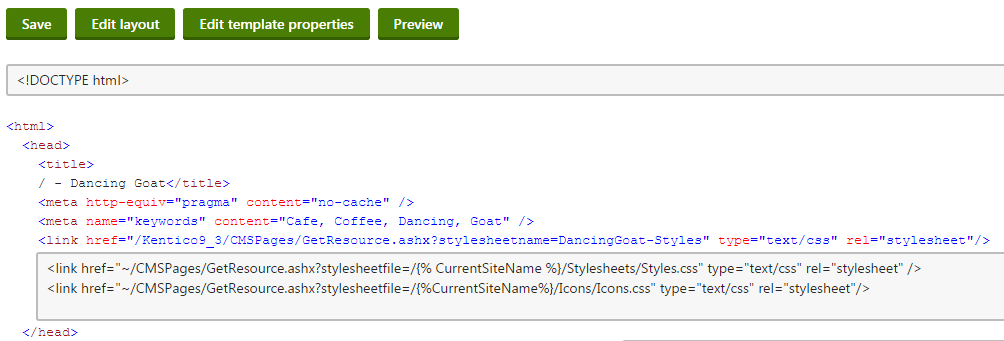 Save Edit layout Edit template properties Preview
<!DOCTYPE html>
<html>
<head>
<title>
/ - Dancing Goat</title>
<meta http-equiv="pragma" content="no-cache" />
<meta name="keywords" content="Cafe, Coffee, Dancing, Goat" />
<link href="/Kentico9_3/CMSPages/GetResource.ashx?stylesheetname=DancingGoat-Styles" type="text/css" rel="stylesheet"/>
<link href="~/CMSPages/GetResource.ashx?stylesheetfile=/{% CurrentSiteName %}/Stylesheets/Styles.css" type="text/css" rel="stylesheet" />
<link href="~/CMSPages/GetResource.ashx?stylesheetfile=/{%CurrentSiteName%}/Icons/Icons.css" type="text/css" rel="stylesheet"/>
</head>